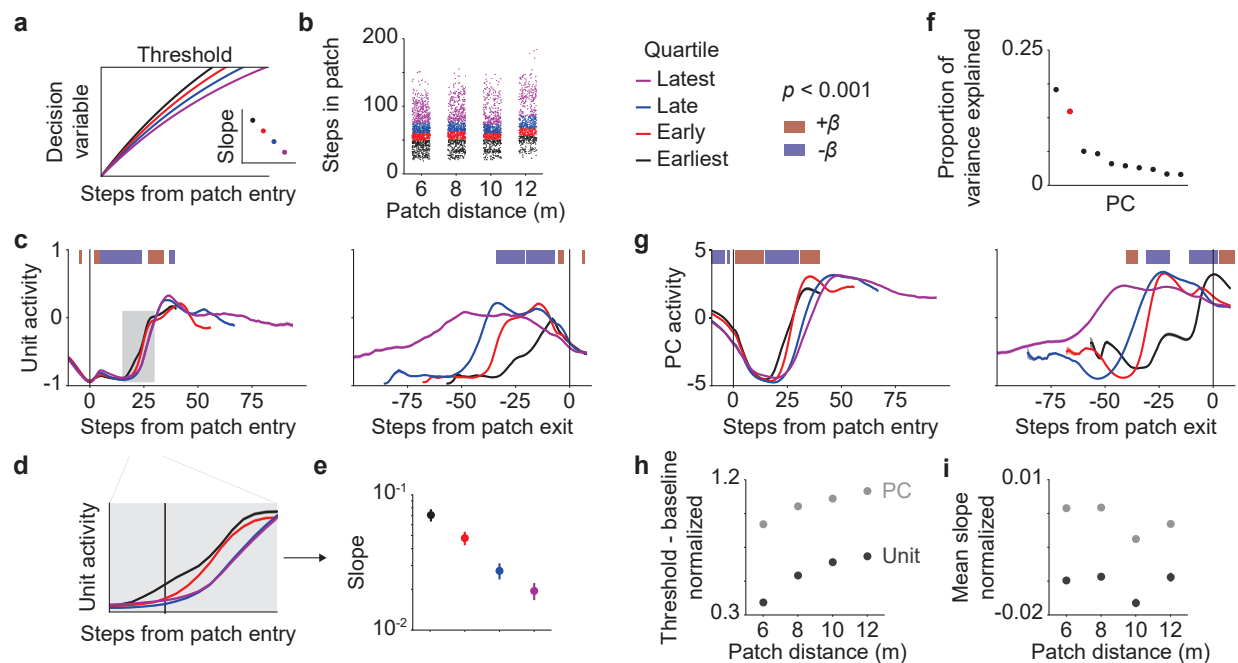 a
Threshold
Decision
variable
Slope
Steps from patch entry
b
200
100
0
Steps in patch
6 8 10 12
Patch distance (m)
Quartile
Latest
Late
Early
Earliest
p < 0.001
+β
-β
f
0.25
0
Proportion of
variance explained
PC
c
1
0
-1
Unit activity
0 25 50 75
Steps from patch entry
-75 -50 -25 0
Steps from patch exit
g
5
0
-5
PC activity
0 25 50 75
Steps from patch entry
-75 -50 -25 0
Steps from patch exit
d
Unit activity
Steps from patch entry
e
10-1
10-2
Slope
h
1.2
0.3
Threshold - baseline
normalized
PC
Unit
6 8 10 12
Patch distance (m)
i
0.01
-0.02
Mean slope
normalized
6 8 10 12
Patch distance (m)